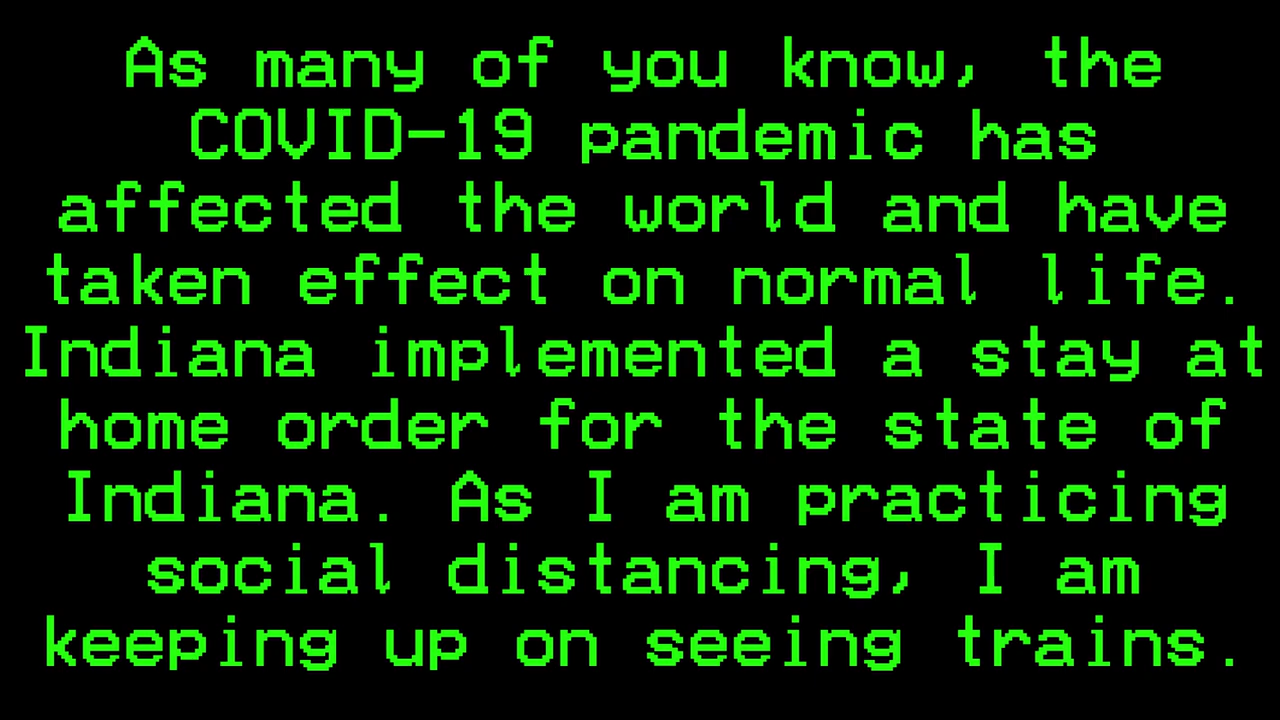 As many of you know, the
COVID-19 pandemic has
affected the world and have
taken effect on normal life.
Indiana implemented a stay at
home order for the state of
Indiana. As I am practicing
social distancing, I am
keeping up on seeing trains.